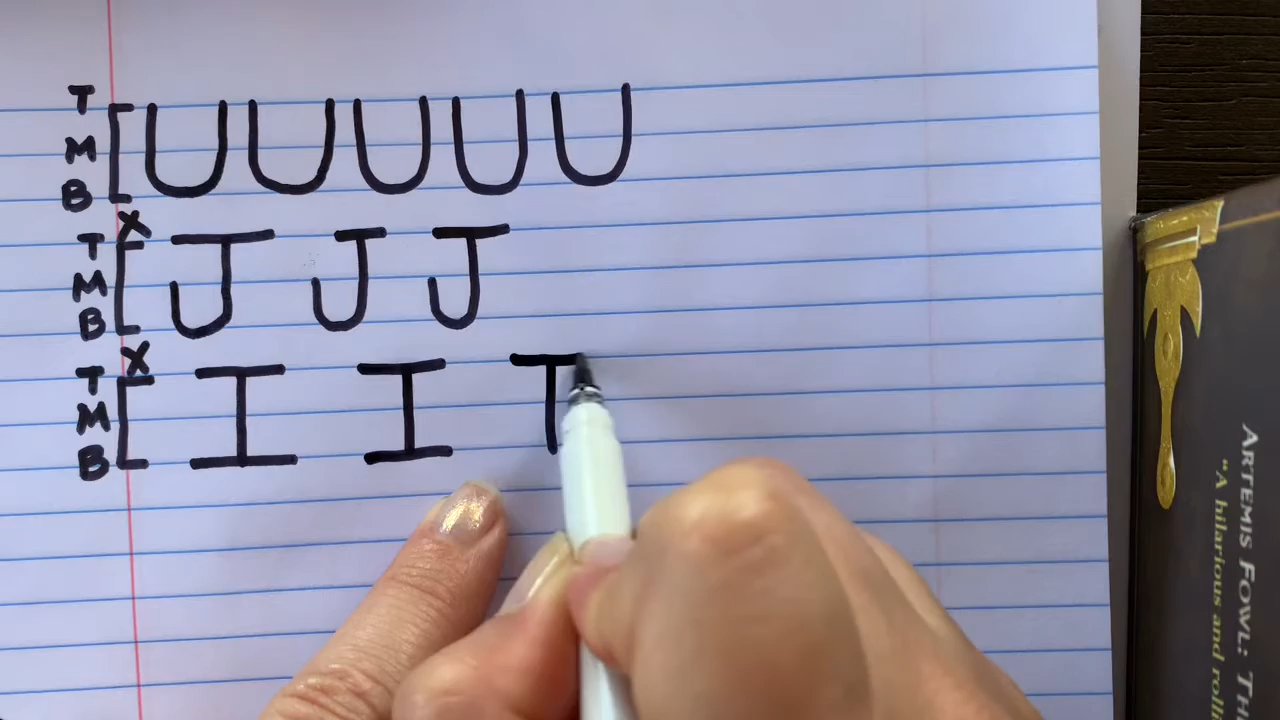 T
M U U U U U
B
X
T
M J J J
B
X
T
M I I T
B
ARTEMIS FOWL: TH
"A hilarious and rolli